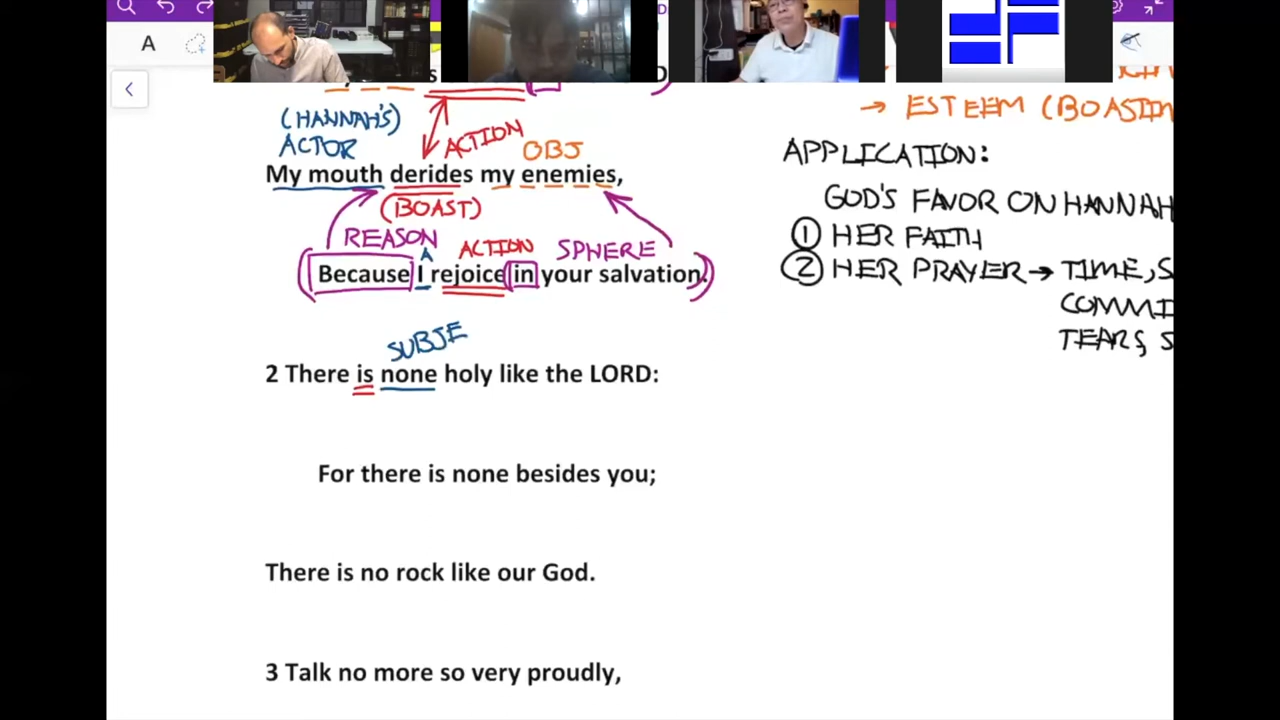 A
→ ESTEEM (BOASTIN
(HANNAH'S)
ACTOR
ACTION
OBJ
APPLICATION:
My mouth derides my enemies,
(BOAST)
GOD'S FAVOR ON HANNAH
REASON
A
ACTION
SPHERE
① HER FAITH
(Because I rejoice in your salvation.)
② HER PRAYER → TIME, S
COMMI
TEARS, S
SUBJE
2 There is none holy like the LORD:
For there is none besides you;
There is no rock like our God.
3 Talk no more so very proudly,